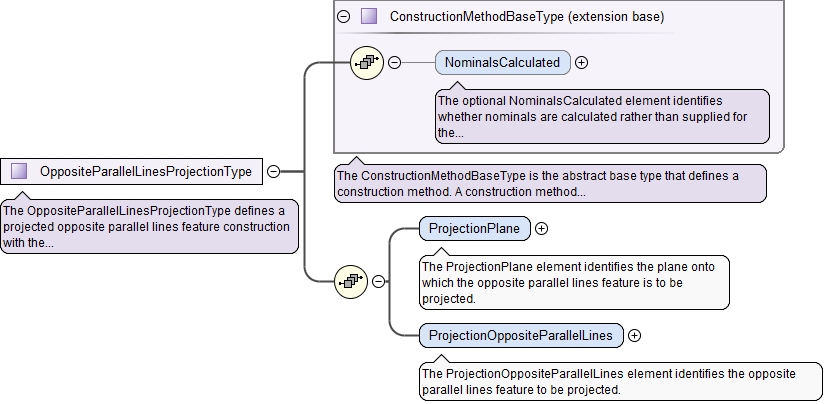 ConstructionMethodBaseType (extension base)
NominalsCalculated
The optional NominalsCalculated element identifies
whether nominals are calculated rather than supplied for
the...
OppositeParallelLinesProjectionType
The OppositeParallelLinesProjectionType defines a
projected opposite parallel lines feature construction
with the...
The ConstructionMethodBaseType is the abstract base type that defines a
construction method. A construction method...
ProjectionPlane
The ProjectionPlane element identifies the plane onto
which the opposite parallel lines feature is to be
projected.
ProjectionOppositeParallelLines
The ProjectionOppositeParallelLines element identifies the opposite
parallel lines feature to be projected.